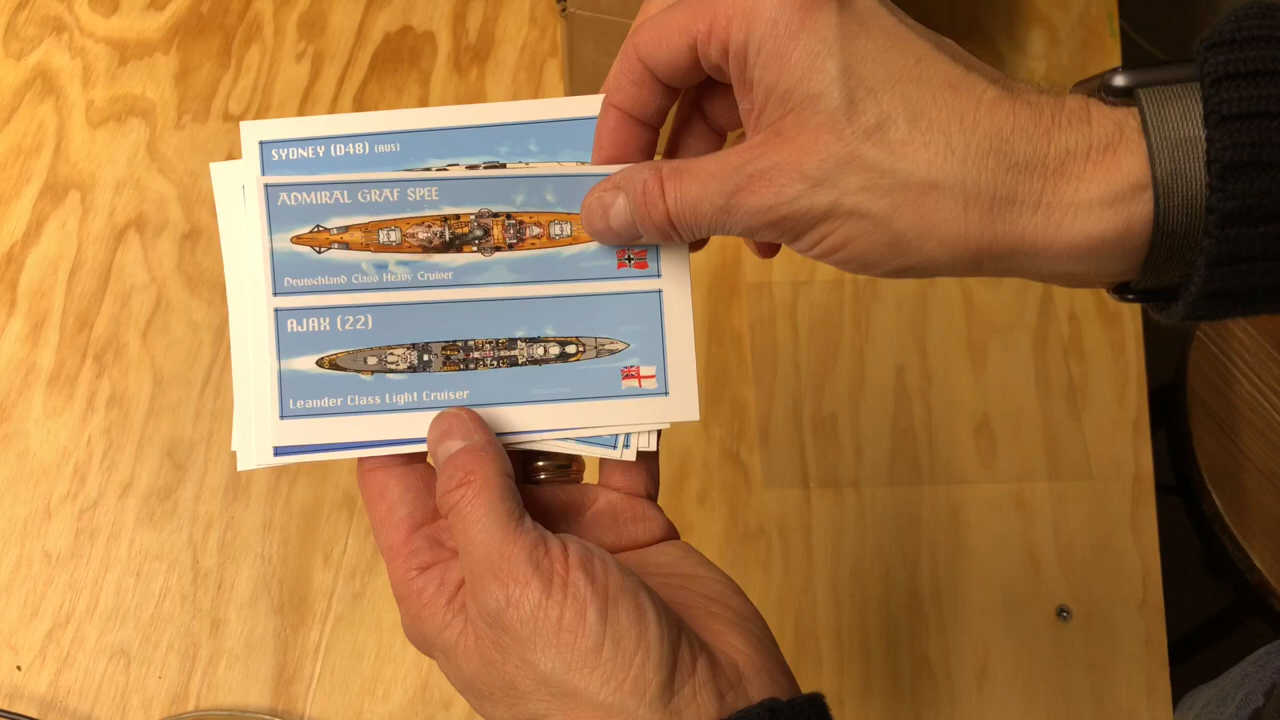 SYDNEY (D48) (AUS)
ADMIRAL GRAF SPEE
Deutschland Class Heavy Cruiser
AJAX (22)
Leander Class Light Cruiser